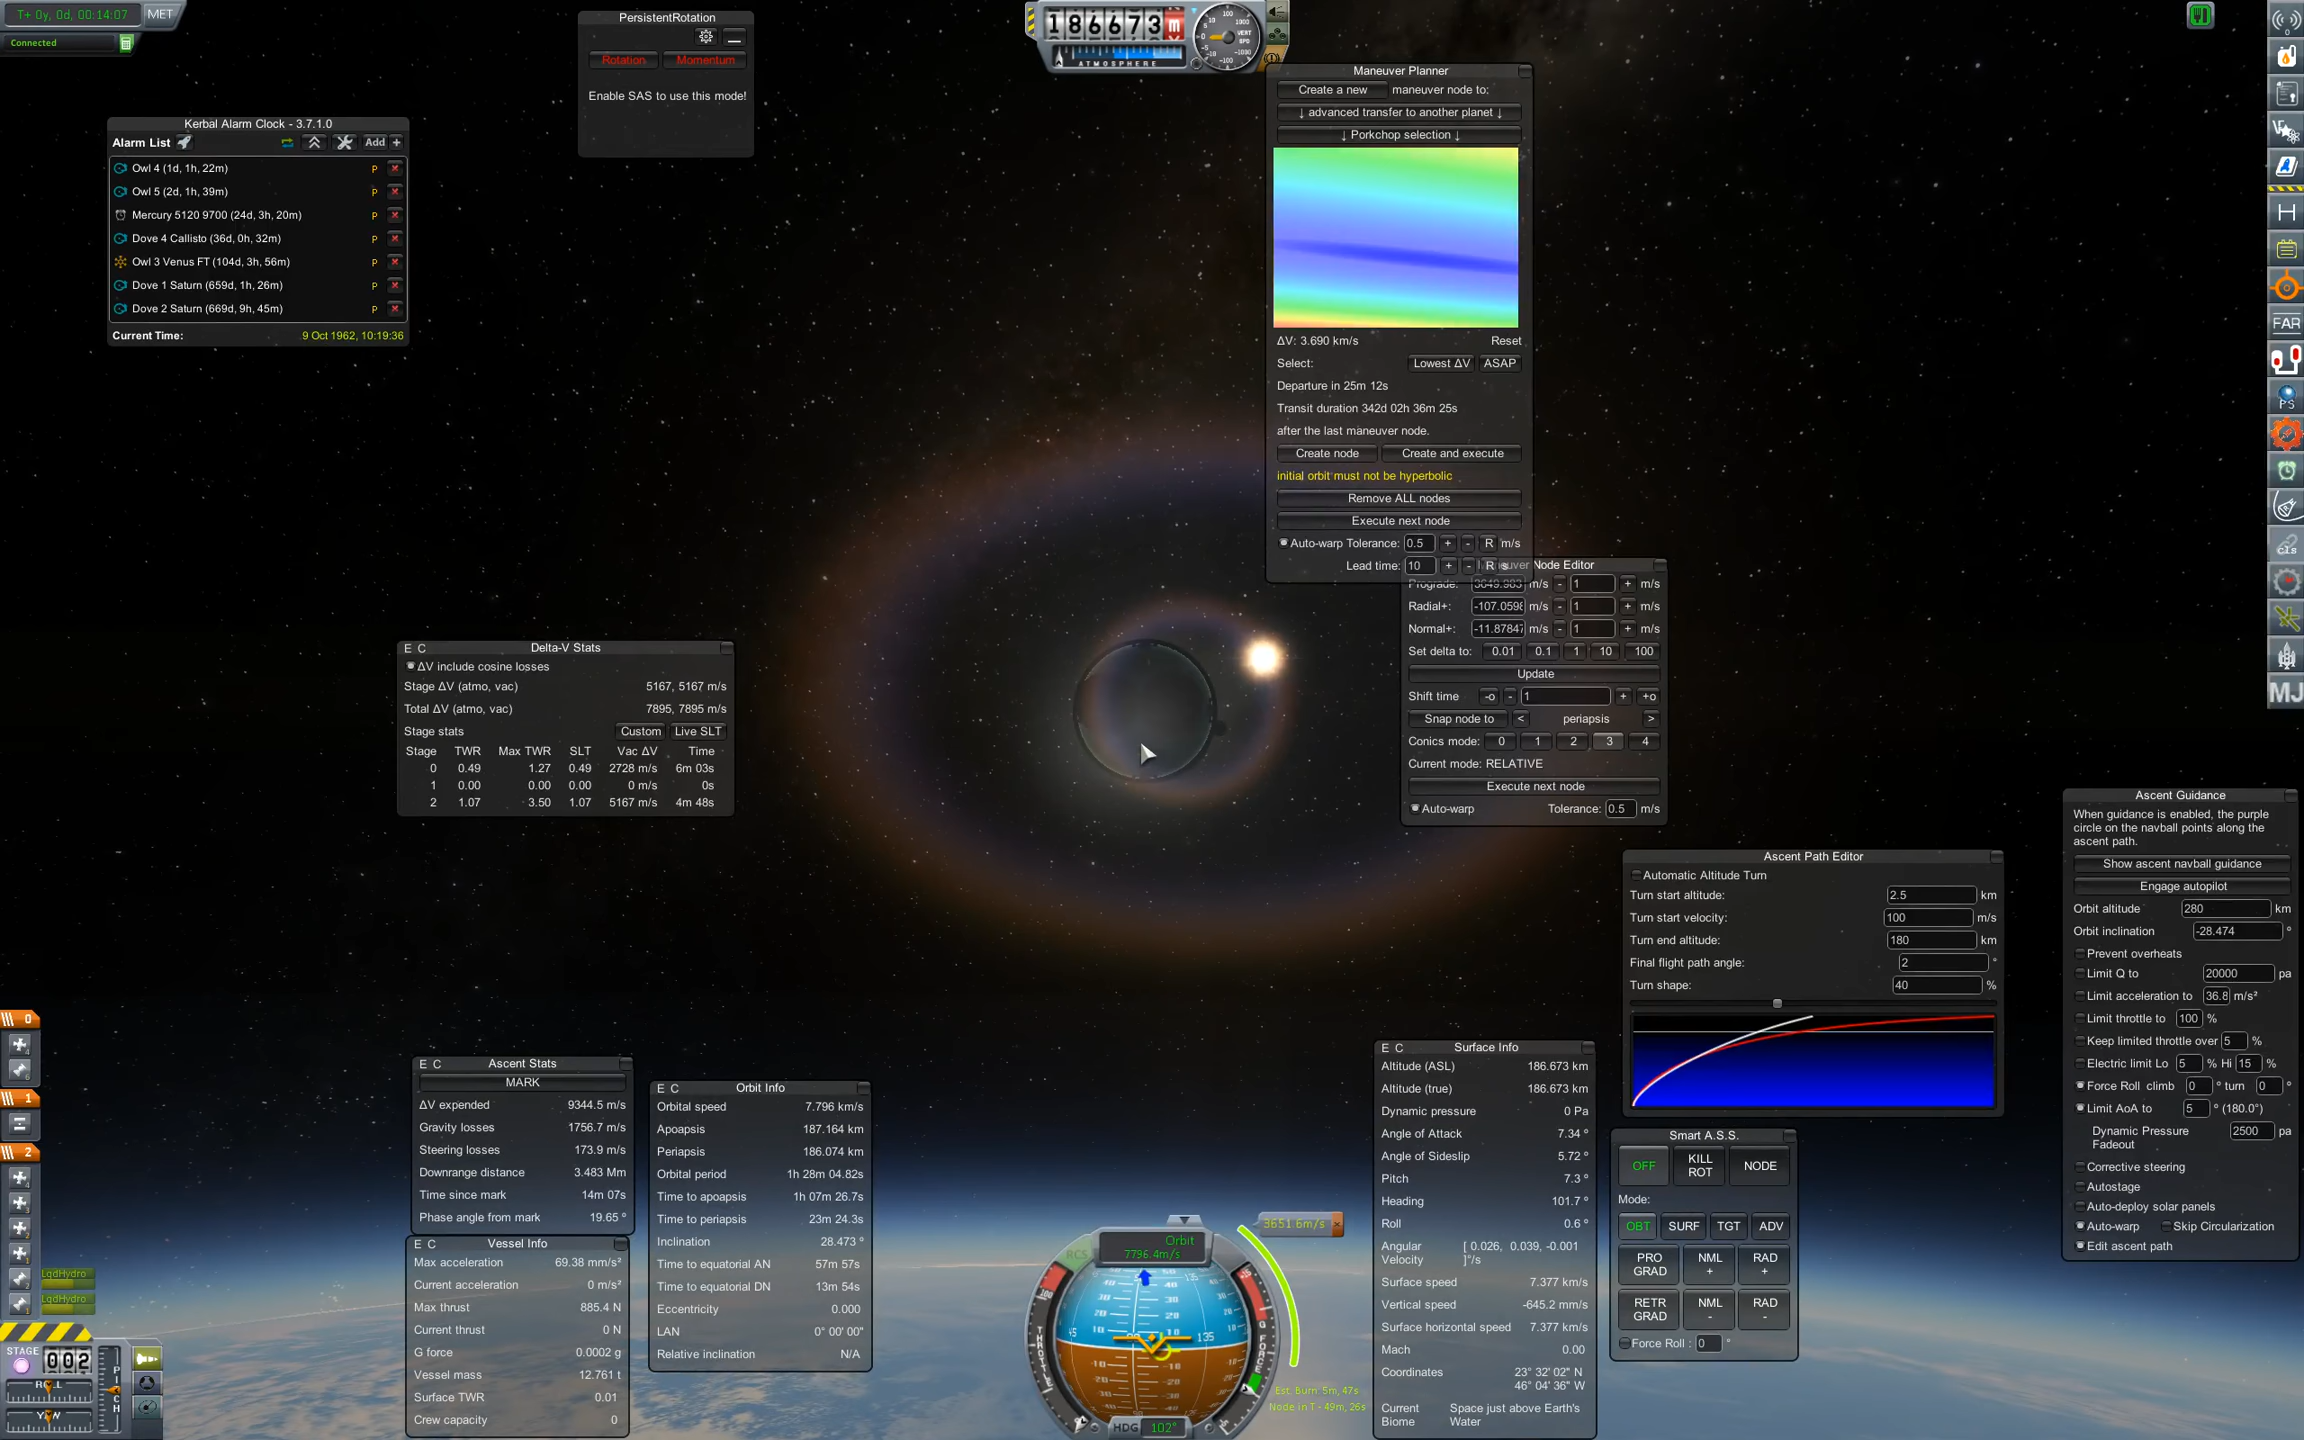 T+ 0y, 0d, 00:14:07 MET
Connected
PersistentRotation
Rotation Momentum
Enable SAS to use this mode!
186673 m
ATMOSPHERE
Kerbal Alarm Clock - 3.7.1.0
Alarm List Add +
Owl 4 (1d, 1h, 22m) P
Owl 5 (2d, 1h, 39m) P
Mercury 5120 9700 (24d, 3h, 20m) P
Dove 4 Callisto (36d, 0h, 32m) P
Owl 3 Venus FT (104d, 3h, 56m) P
Dove 1 Saturn (659d, 1h, 26m) P
Dove 2 Saturn (669d, 9h, 45m) P
Current Time: 9 Oct 1962, 10:19:36
Maneuver Planner
Create a new maneuver node to:
↓ advanced transfer to another planet ↓
↓ Porkchop selection ↓
ΔV: 3.690 km/s Reset
Select: Lowest ΔV ASAP
Departure in 25m 12s
Transit duration 342d 02h 36m 25s
after the last maneuver node.
Create node Create and execute
initial orbit must not be hyperbolic
Remove ALL nodes
Execute next node
Auto-warp Tolerance: 0.5 + - R m/s
Lead time: 10 + - R s
Node Editor
Prograde: 3649.983 m/s - 1 + m/s
Radial+: -107.0598 m/s - 1 + m/s
Normal+: -11.87847 m/s - 1 + m/s
Set delta to: 0.01 0.1 1 10 100
Update
Shift time -o - 1 + +o
Snap node to < periapsis >
Conics mode: 0 1 2 3 4
Current mode: RELATIVE
Execute next node
Auto-warp Tolerance: 0.5 m/s
E C Delta-V Stats
ΔV include cosine losses
Stage ΔV (atmo, vac) 5167, 5167 m/s
Total ΔV (atmo, vac) 7895, 7895 m/s
Stage stats Custom Live SLT
Stage TWR Max TWR SLT Vac ΔV Time
0 0.49 1.27 0.49 2728 m/s 6m 03s
1 0.00 0.00 0.00 0 m/s 0s
2 1.07 3.50 1.07 5167 m/s 4m 48s
Ascent Guidance
When guidance is enabled, the purple
circle on the navball points along the
ascent path.
Show ascent navball guidance
Engage autopilot
Orbit altitude 280 km
Orbit inclination -28.474 º
Prevent overheats
Limit Q to 20000 pa
Limit acceleration to 36.8 m/s²
Limit throttle to 100 %
Keep limited throttle over 5 %
Electric limit Lo 5 % Hi 15 %
Force Roll climb 0 º turn 0 º
Limit AoA to 5 º (180.0°)
Dynamic Pressure 2500 pa
Fadeout
Corrective steering
Autostage
Auto-deploy solar panels
Auto-warp Skip Circularization
Edit ascent path
Ascent Path Editor
Automatic Altitude Turn
Turn start altitude: 2.5 km
Turn start velocity: 100 m/s
Turn end altitude: 180 km
Final flight path angle: 2 °
Turn shape: 40 %
E C Ascent Stats
MARK
ΔV expended 9344.5 m/s
Gravity losses 1756.7 m/s
Steering losses 173.9 m/s
Downrange distance 3.483 Mm
Time since mark 14m 07s
Phase angle from mark 19.65 º
E C Vessel Info
Max acceleration 69.38 mm/s²
Current acceleration 0 m/s²
Max thrust 885.4 N
Current thrust 0 N
G force 0.0002 g
Vessel mass 12.761 t
Surface TWR 0.01
Crew capacity 0
E C Orbit Info
Orbital speed 7.796 km/s
Apoapsis 187.164 km
Periapsis 186.074 km
Orbital period 1h 28m 04.82s
Time to apoapsis 1h 07m 26.7s
Time to periapsis 23m 24.3s
Inclination 28.473 º
Time to equatorial AN 57m 57s
Time to equatorial DN 13m 54s
Eccentricity 0.000
LAN 0° 00' 00"
Relative inclination N/A
E C Surface Info
Altitude (ASL) 186.673 km
Altitude (true) 186.673 km
Dynamic pressure 0 Pa
Angle of Attack 7.34 º
Angle of Sideslip 5.72 º
Pitch 7.3 º
Heading 101.7 º
Roll 0.6 º
Angular [ 0.026, 0.039, -0.001
Velocity ]°/s
Surface speed 7.377 km/s
Vertical speed -645.2 mm/s
Surface horizontal speed 7.377 km/s
Mach 0.00
Coordinates 23° 32' 02" N
46° 04' 36" W
Current Space just above Earth's
Biome Water
Smart A.S.S.
OFF KILL ROT NODE
Mode:
OBT SURF TGT ADV
PRO GRAD NML + RAD +
RETR GRAD NML - RAD -
Force Roll : 0 °
Orbit
7796.4m/s
RCS
3651.6m/s
THROTTLE
G FORCE
HDG 102°
Est. Burn: 5m, 47s
Node in T - 49m, 26s
0
1
2
LqdHydro
LqdHydro
STAGE 002
ROLL
YAW
PITCH
FAR
PS
cls
MJ